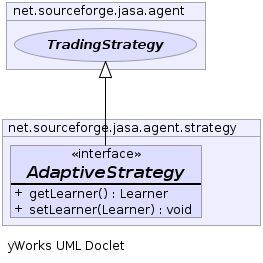 net.sourceforge.jasa.agent
TradingStrategy
net.sourceforge.jasa.agent.strategy
«interface»
AdaptiveStrategy
+ getLearner() : Learner
+ setLearner(Learner) : void
yWorks UML Doclet